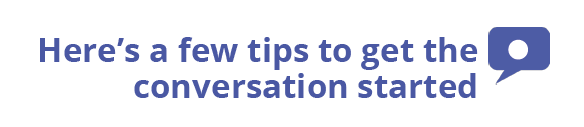 Here’s a few tips to get the
conversation started